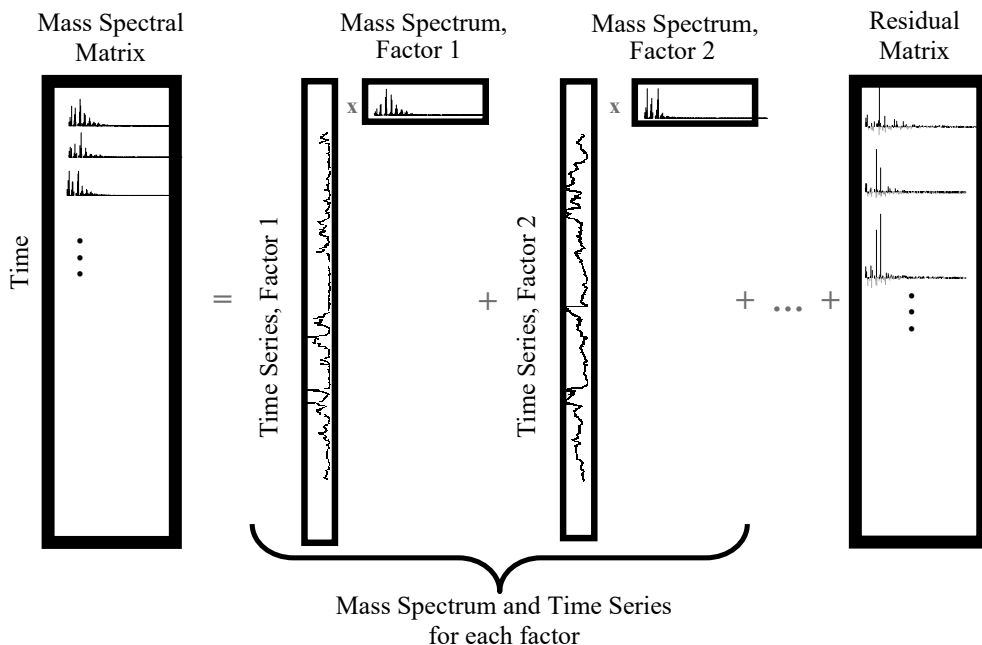 Mass Spectral
Matrix
Mass Spectrum,
Factor 1
Mass Spectrum,
Factor 2
Residual
Matrix
Time
=
Time Series, Factor 1
x
+
Time Series, Factor 2
x
+ ... +
Mass Spectrum and Time Series
for each factor